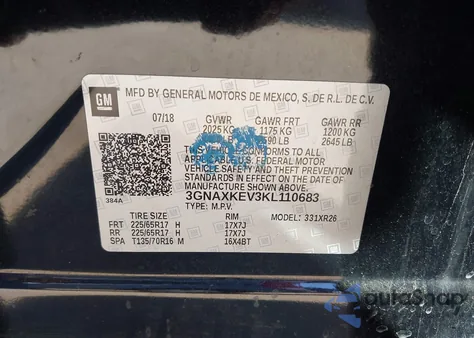 GM
MFD BY GENERAL MOTORS DE MEXICO, S. DE R.L. DE C.V.
07/18 GVWR GAWR FRT GAWR RR
2025 KG 1175 KG 1200 KG
LB 2645 LB
VEHICLE CONFORMS TO ALL
APPLICABLE U.S. FEDERAL MOTOR
VEHICLE SAFETY AND THEFT PREVENTION
STANDARDS IN EFFECT ON THE DATE OF
MANUFACTURE SHOWN ABOVE.
3GNAXKEV3KL110683
384A TYPE: M.P.V. MODEL: 331XR26
TIRE SIZE RIM
FRT 225/65R17 H 17X7J
RR 225/65R17 H 17X7J
SPA T135/70R16 M 16X4BT
autoSnap